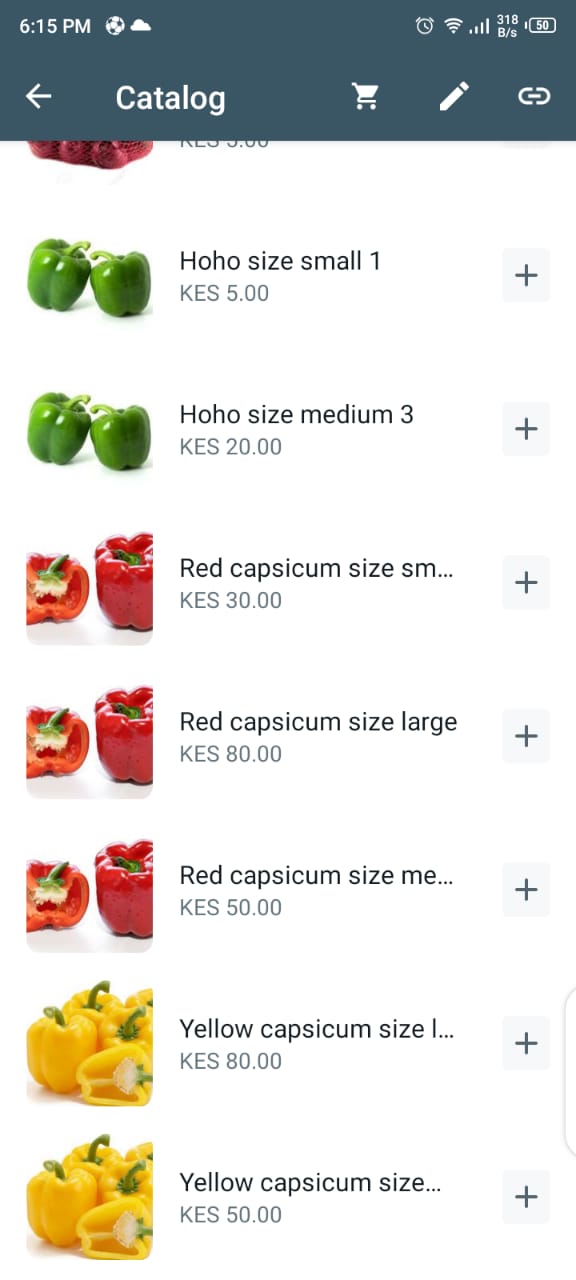 6:15 PM
318
B/s
50
Catalog
KES 5.00
Hoho size small 1
KES 5.00
Hoho size medium 3
KES 20.00
Red capsicum size sm...
KES 30.00
Red capsicum size large
KES 80.00
Red capsicum size me...
KES 50.00
Yellow capsicum size l...
KES 80.00
Yellow capsicum size...
KES 50.00